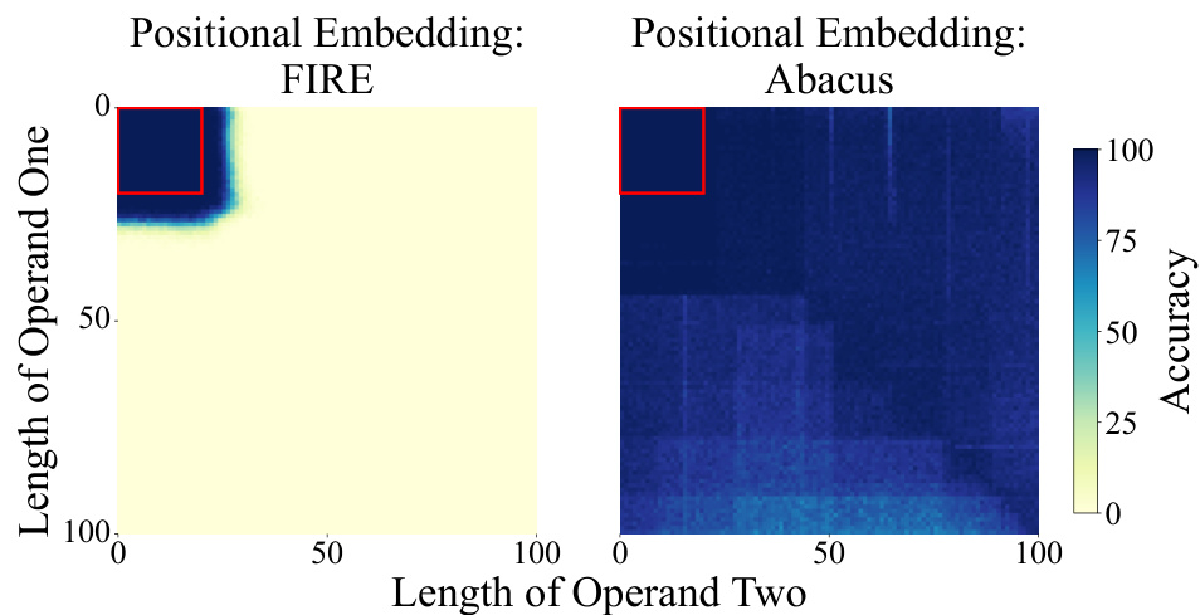 Positional Embedding:
FIRE
Positional Embedding:
Abacus
Length of Operand One
0
50
100
0
50
100
0
50
100
Length of Operand Two
100
75
50
25
0
Accuracy